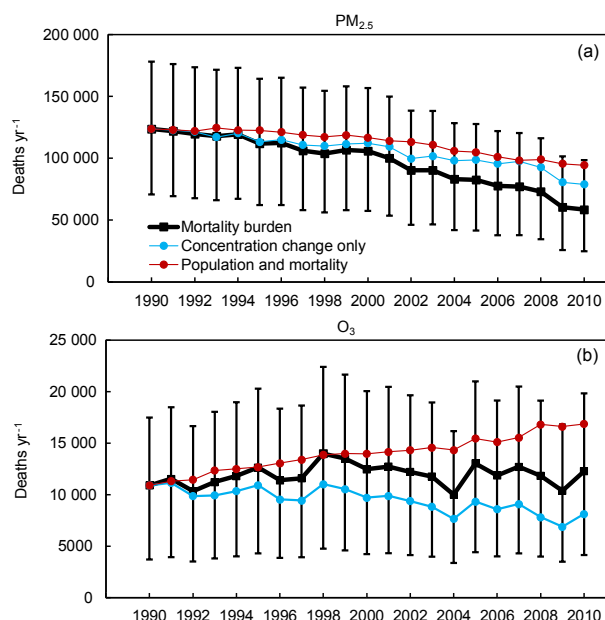 PM2.5
(a)
200 000
150 000
100 000
50 000
0
Deaths yr-1
Mortality burden
Concentration change only
Population and mortality
1990 1992 1994 1996 1998 2000 2002 2004 2006 2008 2010
O3
(b)
25 000
20 000
15 000
10 000
5000
0
Deaths yr-1
1990 1992 1994 1996 1998 2000 2002 2004 2006 2008 2010